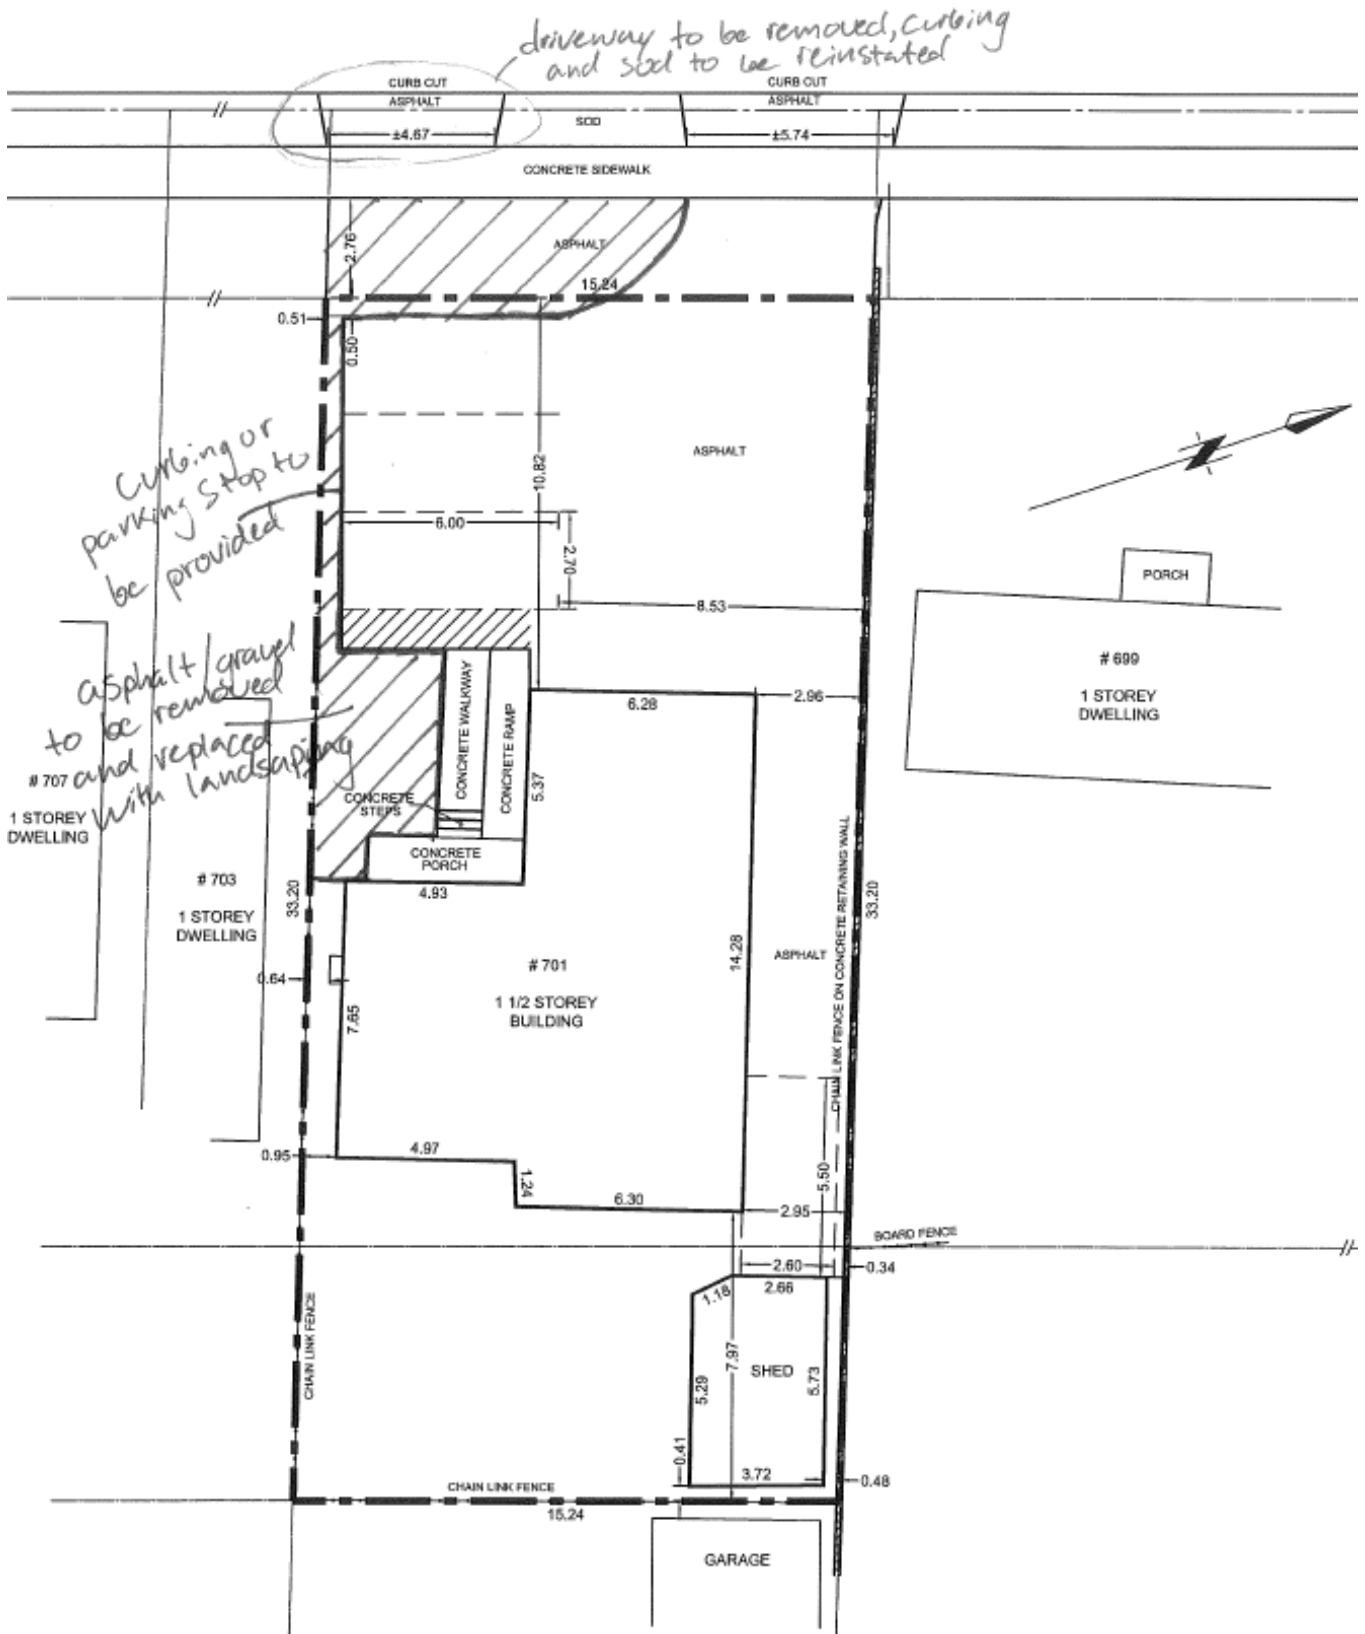 driveway to be removed, curbing
and sod to be reinstated
CURB CUT
CURB CUT
ASPHALT
ASPHALT
SOD
±4.67
±5.74
CONCRETE SIDEWALK
2.76
ASPHALT
15.24
0.51
0.50
10.82
ASPHALT
curbing or
parking stop to
be provided
6.00
2.70
8.53
PORCH
# 699
1 STOREY
DWELLING
asphalt/gravel
to be removed
and replaced
with landsaping
# 707
1 STOREY
DWELLING
CONCRETE WALKWAY
CONCRETE RAMP
6.28
2.96
5.37
CONCRETE
STEPS
CONCRETE
PORCH
4.93
# 703
1 STOREY
DWELLING
33.20
33.20
CHAIN LINK FENCE ON CONCRETE RETAINING WALL
14.28
ASPHALT
# 701
1 1/2 STOREY
BUILDING
0.64
7.65
0.95
4.97
1.24
6.30
5.50
2.95
BOARD FENCE
2.60
0.34
1.18
2.66
CHAIN LINK FENCE
7.97
SHED
5.29
5.73
0.41
3.72
0.48
CHAIN LINK FENCE
15.24
GARAGE